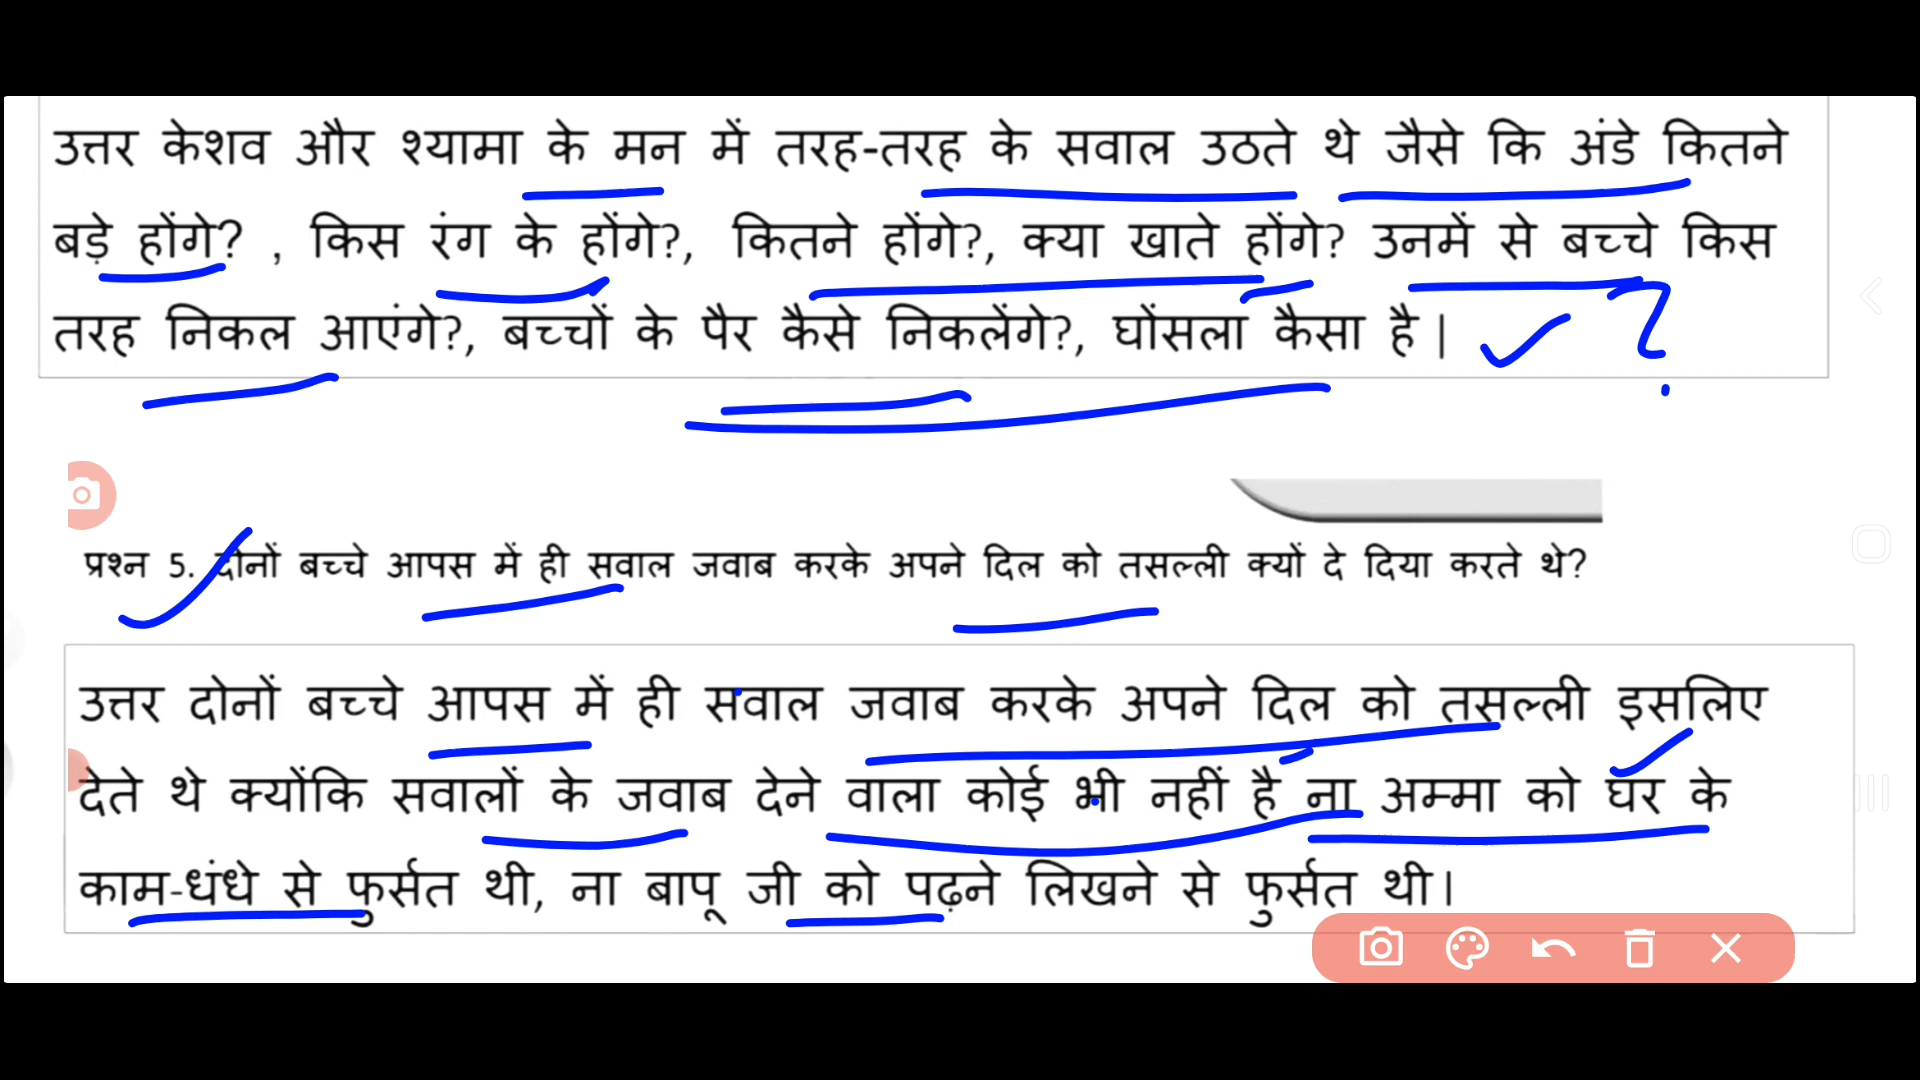 उत्तर केशव और श्यामा के मन में तरह-तरह के सवाल उठते थे जैसे कि अंडे कितने
बड़े होंगे? , किस रंग के होंगे?, कितने होंगे?, क्या खाते होंगे? उनमें से बच्चे किस
तरह निकल आएंगे?, बच्चों के पैर कैसे निकलेंगे?, घोंसला कैसा है | ?
प्रश्न 5. दोनों बच्चे आपस में ही सवाल जवाब करके अपने दिल को तसल्ली क्यों दे दिया करते थे?
उत्तर दोनों बच्चे आपस में ही सवाल जवाब करके अपने दिल को तसल्ली इसलिए
देते थे क्योंकि सवालों के जवाब देने वाला कोई भी नहीं है ना अम्मा को घर के
काम-धंधे से फुर्सत थी, ना बापू जी को पढ़ने लिखने से फुर्सत थी।